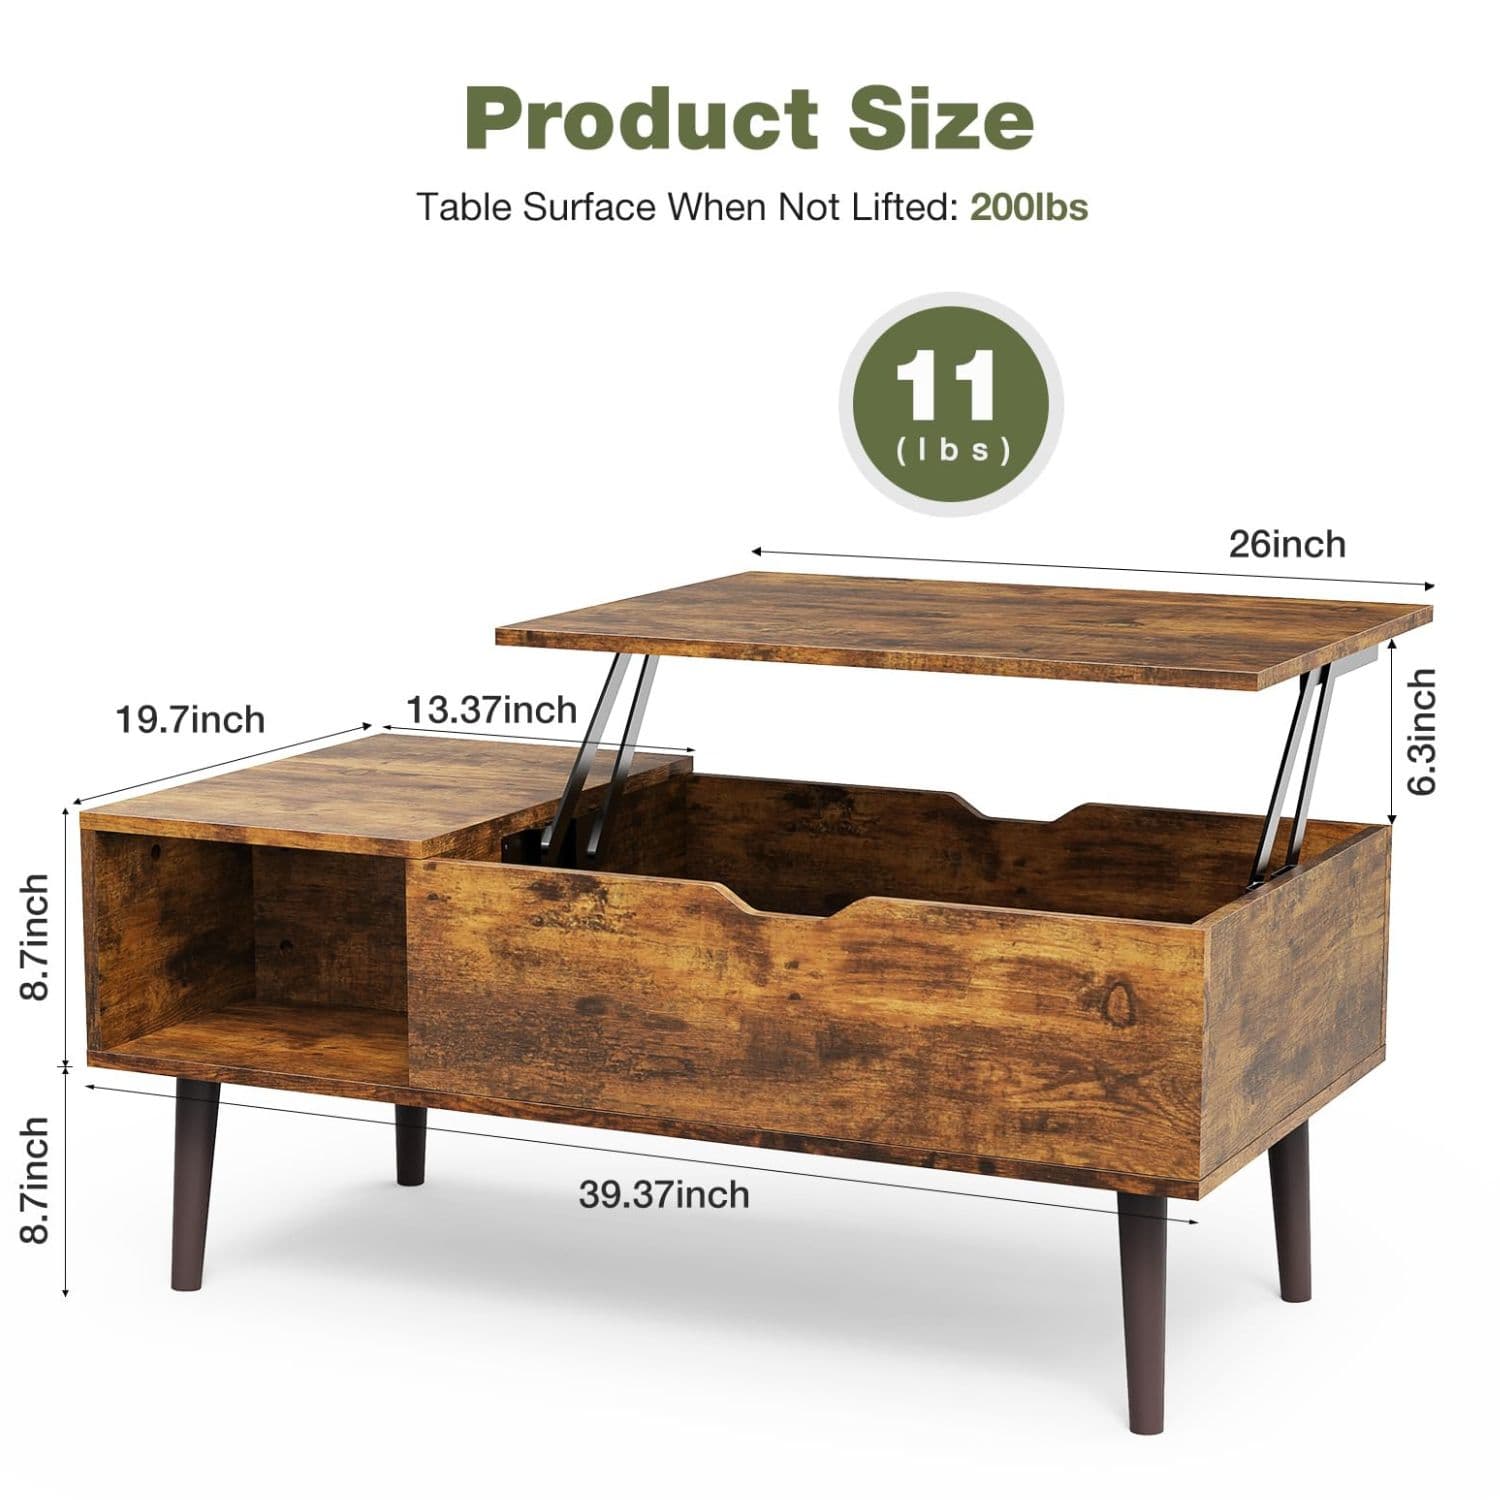 Product Size
Table Surface When Not Lifted: 200lbs
11
(lbs)
26inch
19.7inch
13.37inch
6.3inch
8.7inch
8.7inch
39.37inch